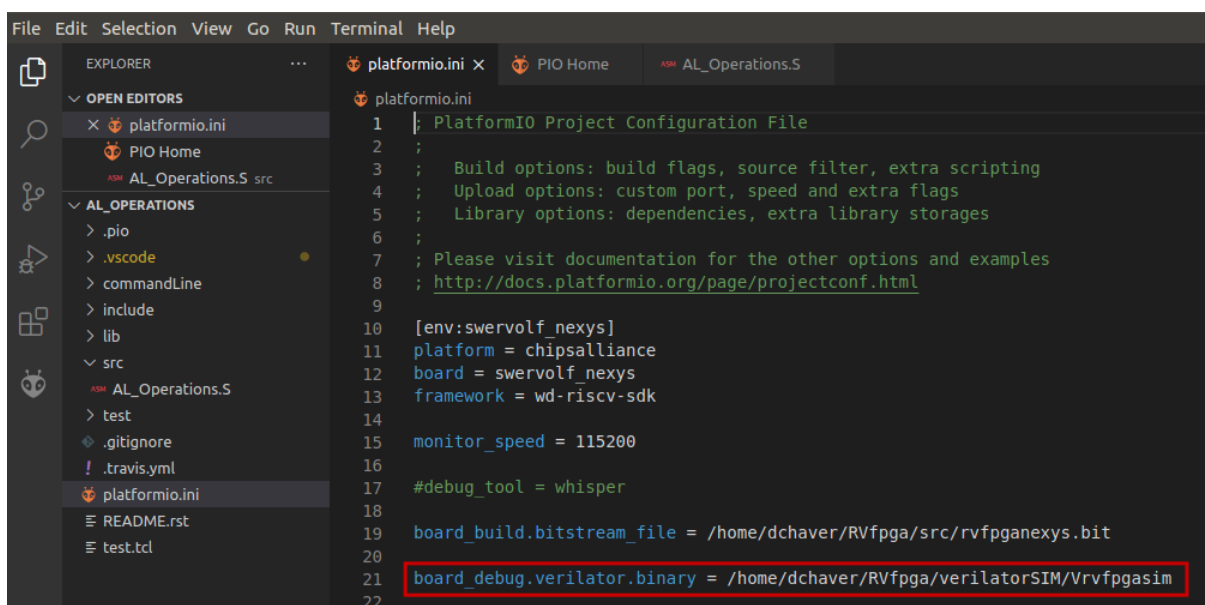 File Edit Selection View Go Run Terminal Help
EXPLORER ...
OPEN EDITORS
platformio.ini
PIO Home
ASM AL_Operations.S src
AL_OPERATIONS
.pio
.vscode
commandLine
include
lib
src
ASM AL_Operations.S
test
.gitignore
! .travis.yml
platformio.ini
README.rst
test.tcl
platformio.ini PIO Home ASM AL_Operations.S
platformio.ini
1 ; PlatformIO Project Configuration File
2 ;
3 ;   Build options: build flags, source filter, extra scripting
4 ;   Upload options: custom port, speed and extra flags
5 ;   Library options: dependencies, extra library storages
6 ;
7 ; Please visit documentation for the other options and examples
8 ; http://docs.platformio.org/page/projectconf.html
9
10 [env:swervolf_nexys]
11 platform = chipsalliance
12 board = swervolf_nexys
13 framework = wd-riscv-sdk
14
15 monitor_speed = 115200
16
17 #debug_tool = whisper
18
19 board_build.bitstream_file = /home/dchaver/RVfpga/src/rvfpganexys.bit
20
21 board_debug.verilator.binary = /home/dchaver/RVfpga/verilatorSIM/Vrvfpgasim
22